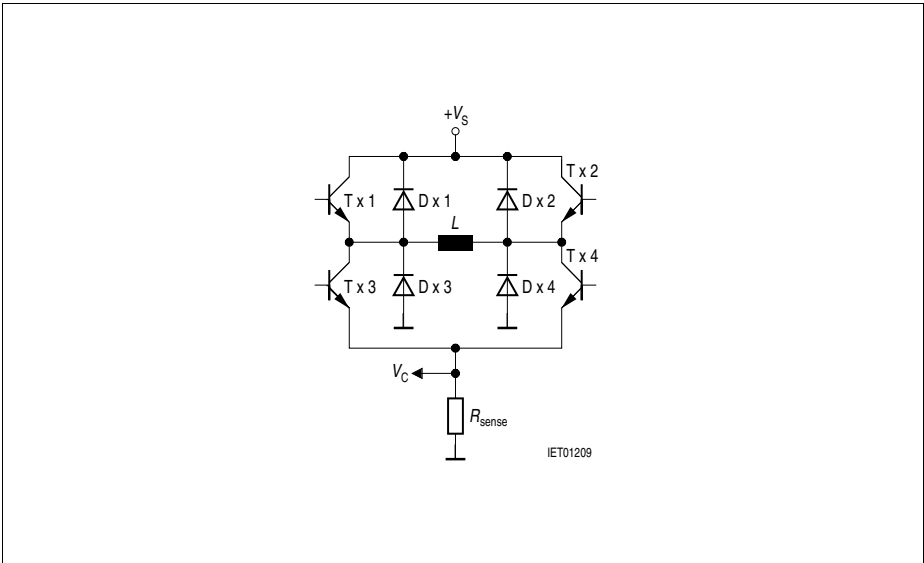 +VS
T x 2
T x 1
D x 1
D x 2
L
T x 4
T x 3
D x 3
D x 4
VC
Rsense
IET01209